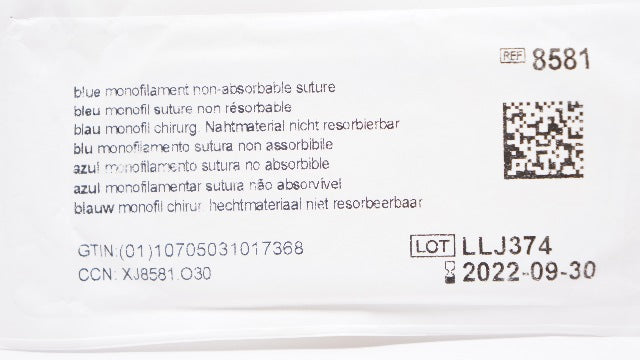 REF 8581
blue monofilament non-absorbable suture
bleu monofil suture non résorbable
blau monofil chirurg. Nahtmaterial nicht resorbierbar
blu monofilamento sutura non assorbibile
azul monofilamento sutura no absorbible
azul monofilamentar sutura não absorvível
blauw monofil chirur. hechtmateriaal niet resorbeerbaar
GTIN:(01)10705031017368
CCN: XJ8581.O30
LOT LLJ374
2022-09-30